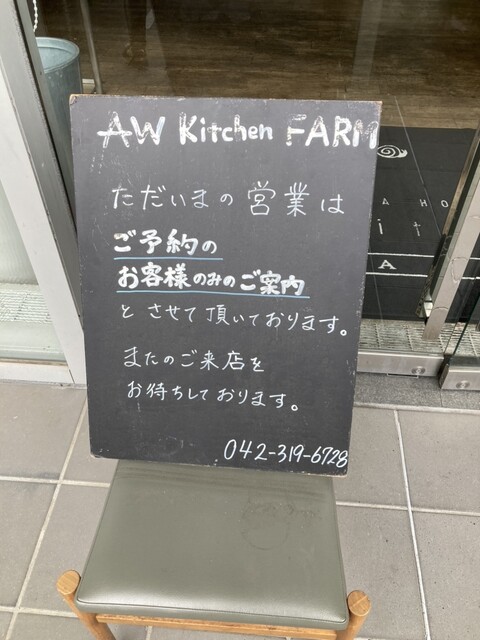 AW Kitchen FARM
ただいまの営業は
ご予約の
お客様のみのご案内
とさせて頂いております。
またのご来店を
お待ちしております。
042-319-6728
AHO
it
A